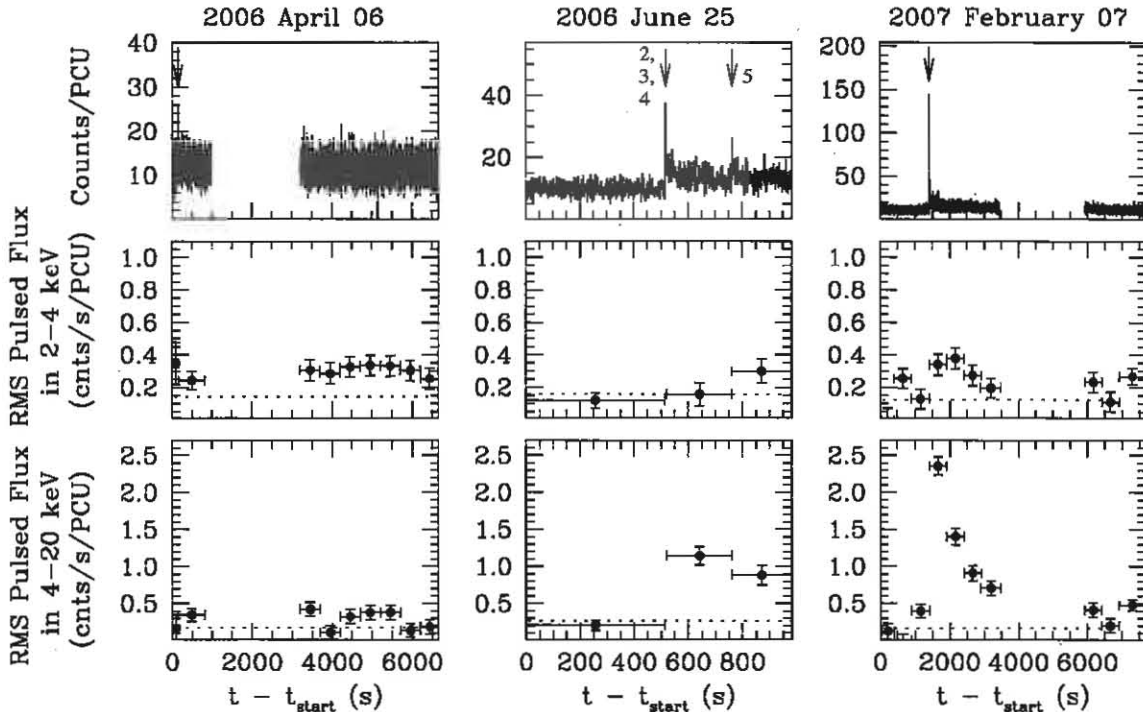 2006 April 06
2006 June 25
2007 February 07
Counts/PCU
40
30
20
10
2,
3,
4
5
40
20
200
150
100
50
RMS Pulsed Flux
in 2−4 keV
(cnts/s/PCU)
1.0
0.8
0.6
0.4
0.2
1.0
0.8
0.6
0.4
0.2
1.0
0.8
0.6
0.4
0.2
RMS Pulsed Flux
in 4−20 keV
(cnts/s/PCU)
2.5
2.0
1.5
1.0
0.5
2.5
2.0
1.5
1.0
0.5
2.5
2.0
1.5
1.0
0.5
0 2000 4000 6000
0 200 400 600 800
0 2000 4000 6000
t − tstart (s)
t − tstart (s)
t − tstart (s)